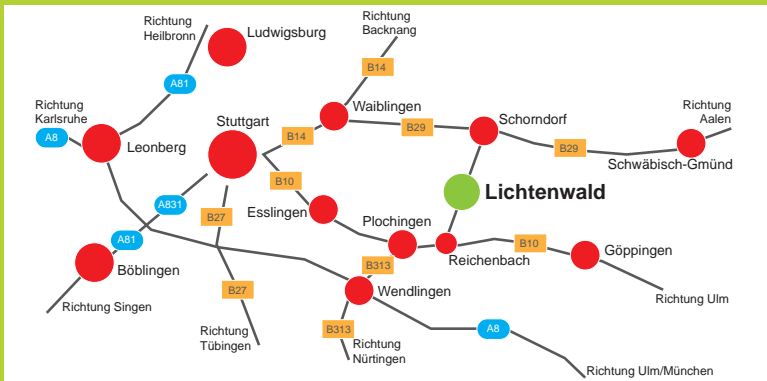 Richtung
Heilbronn
Ludwigsburg
Richtung
Backnang
B14
A81
Richtung
Karlsruhe
A8
Leonberg
Stuttgart
B14
Waiblingen
B29
Schorndorf
Richtung
Aalen
B29
Schwäbisch-Gmünd
B10
Lichtenwald
A831
B27
Esslingen
Plochingen
A81
Böblingen
Reichenbach
B10
Göppingen
B313
Wendlingen
Richtung Singen
B27
Richtung Ulm
Richtung
Tübingen
B313
Richtung
Nürtingen
A8
Richtung Ulm/München